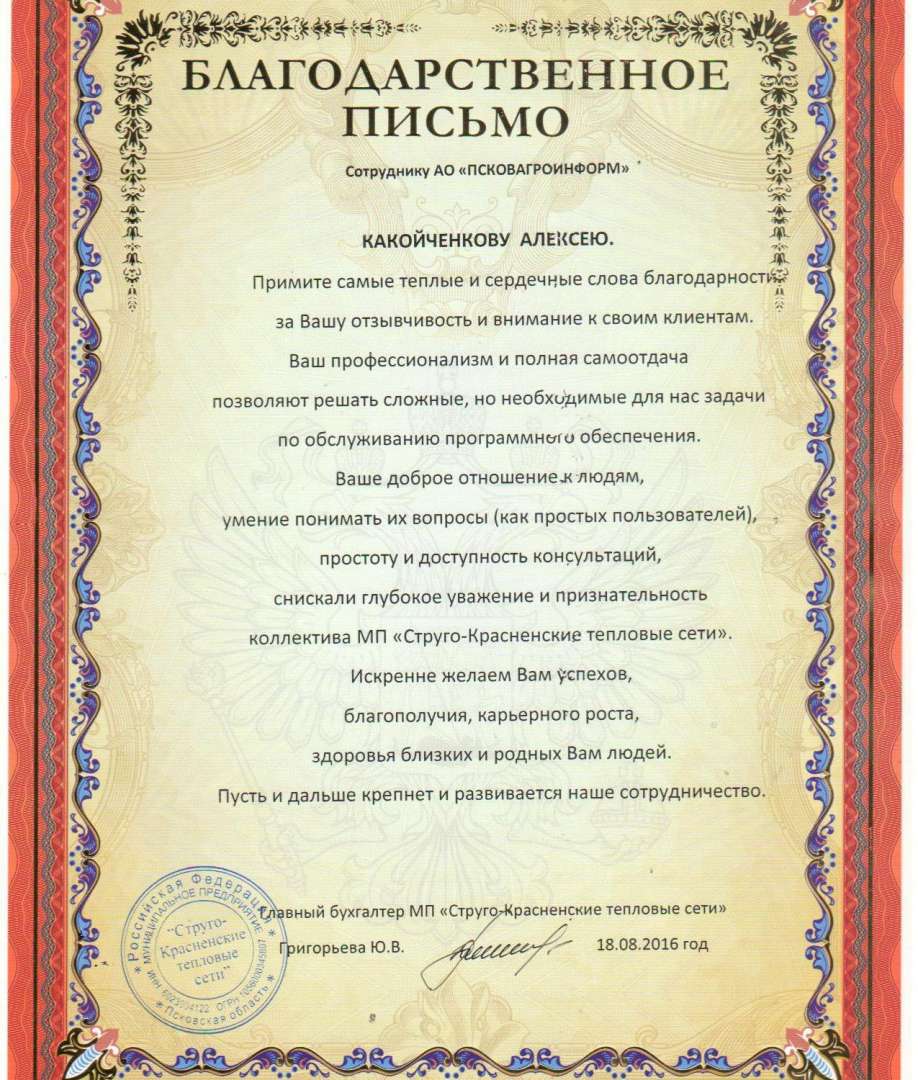 БЛАГОДАРСТВЕННОЕ
ПИСЬМО
Сотруднику АО «ПСКОВАГРОИНФОРМ»
КАКОЙЧЕНКОВУ АЛЕКСЕЮ.
Примите самые теплые и сердечные слова благодарности
за Вашу отзывчивость и внимание к своим клиентам.
Ваш профессионализм и полная самоотдача
позволяют решать сложные, но необходимые для нас задачи
по обслуживанию программного обеспечения.
Ваше доброе отношение к людям,
умение понимать их вопросы (как простых пользователей),
простоту и доступность консультаций,
снискали глубокое уважение и признательность
коллектива МП «Струго-Красненские тепловые сети».
Искренне желаем Вам успехов,
благополучия, карьерного роста,
здоровья близких и родных Вам людей.
Пусть и дальше крепнет и развивается наше сотрудничество.
Главный бухгалтер МП «Струго-Красненские тепловые сети»
Григорьева Ю.В. 18.08.2016 год
* Российская Федерация *
Псковская область
МУНИЦИПАЛЬНОЕ ПРЕДПРИЯТИЕ
ИНН ОГРН
"Струго-
Красненские
тепловые
сети"